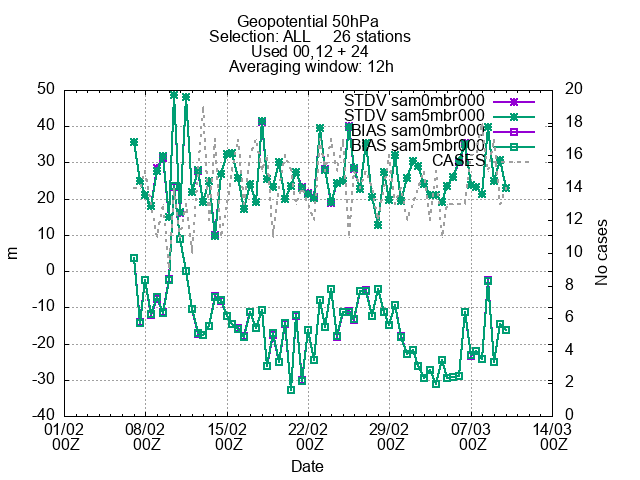 Geopotential 50hPa
Selection: ALL 26 stations
Used 00,12 + 24
Averaging window: 12h
STDV sam0mbr000
STDV sam5mbr000
BIAS sam0mbr000
BIAS sam5mbr000
CASES
50
40
30
20
10
0
-10
-20
-30
-40
m
20
18
16
14
12
10
8
6
4
2
0
No cases
01/02 08/02 15/02 22/02 29/02 07/03 14/03
00Z 00Z 00Z 00Z 00Z 00Z 00Z
Date